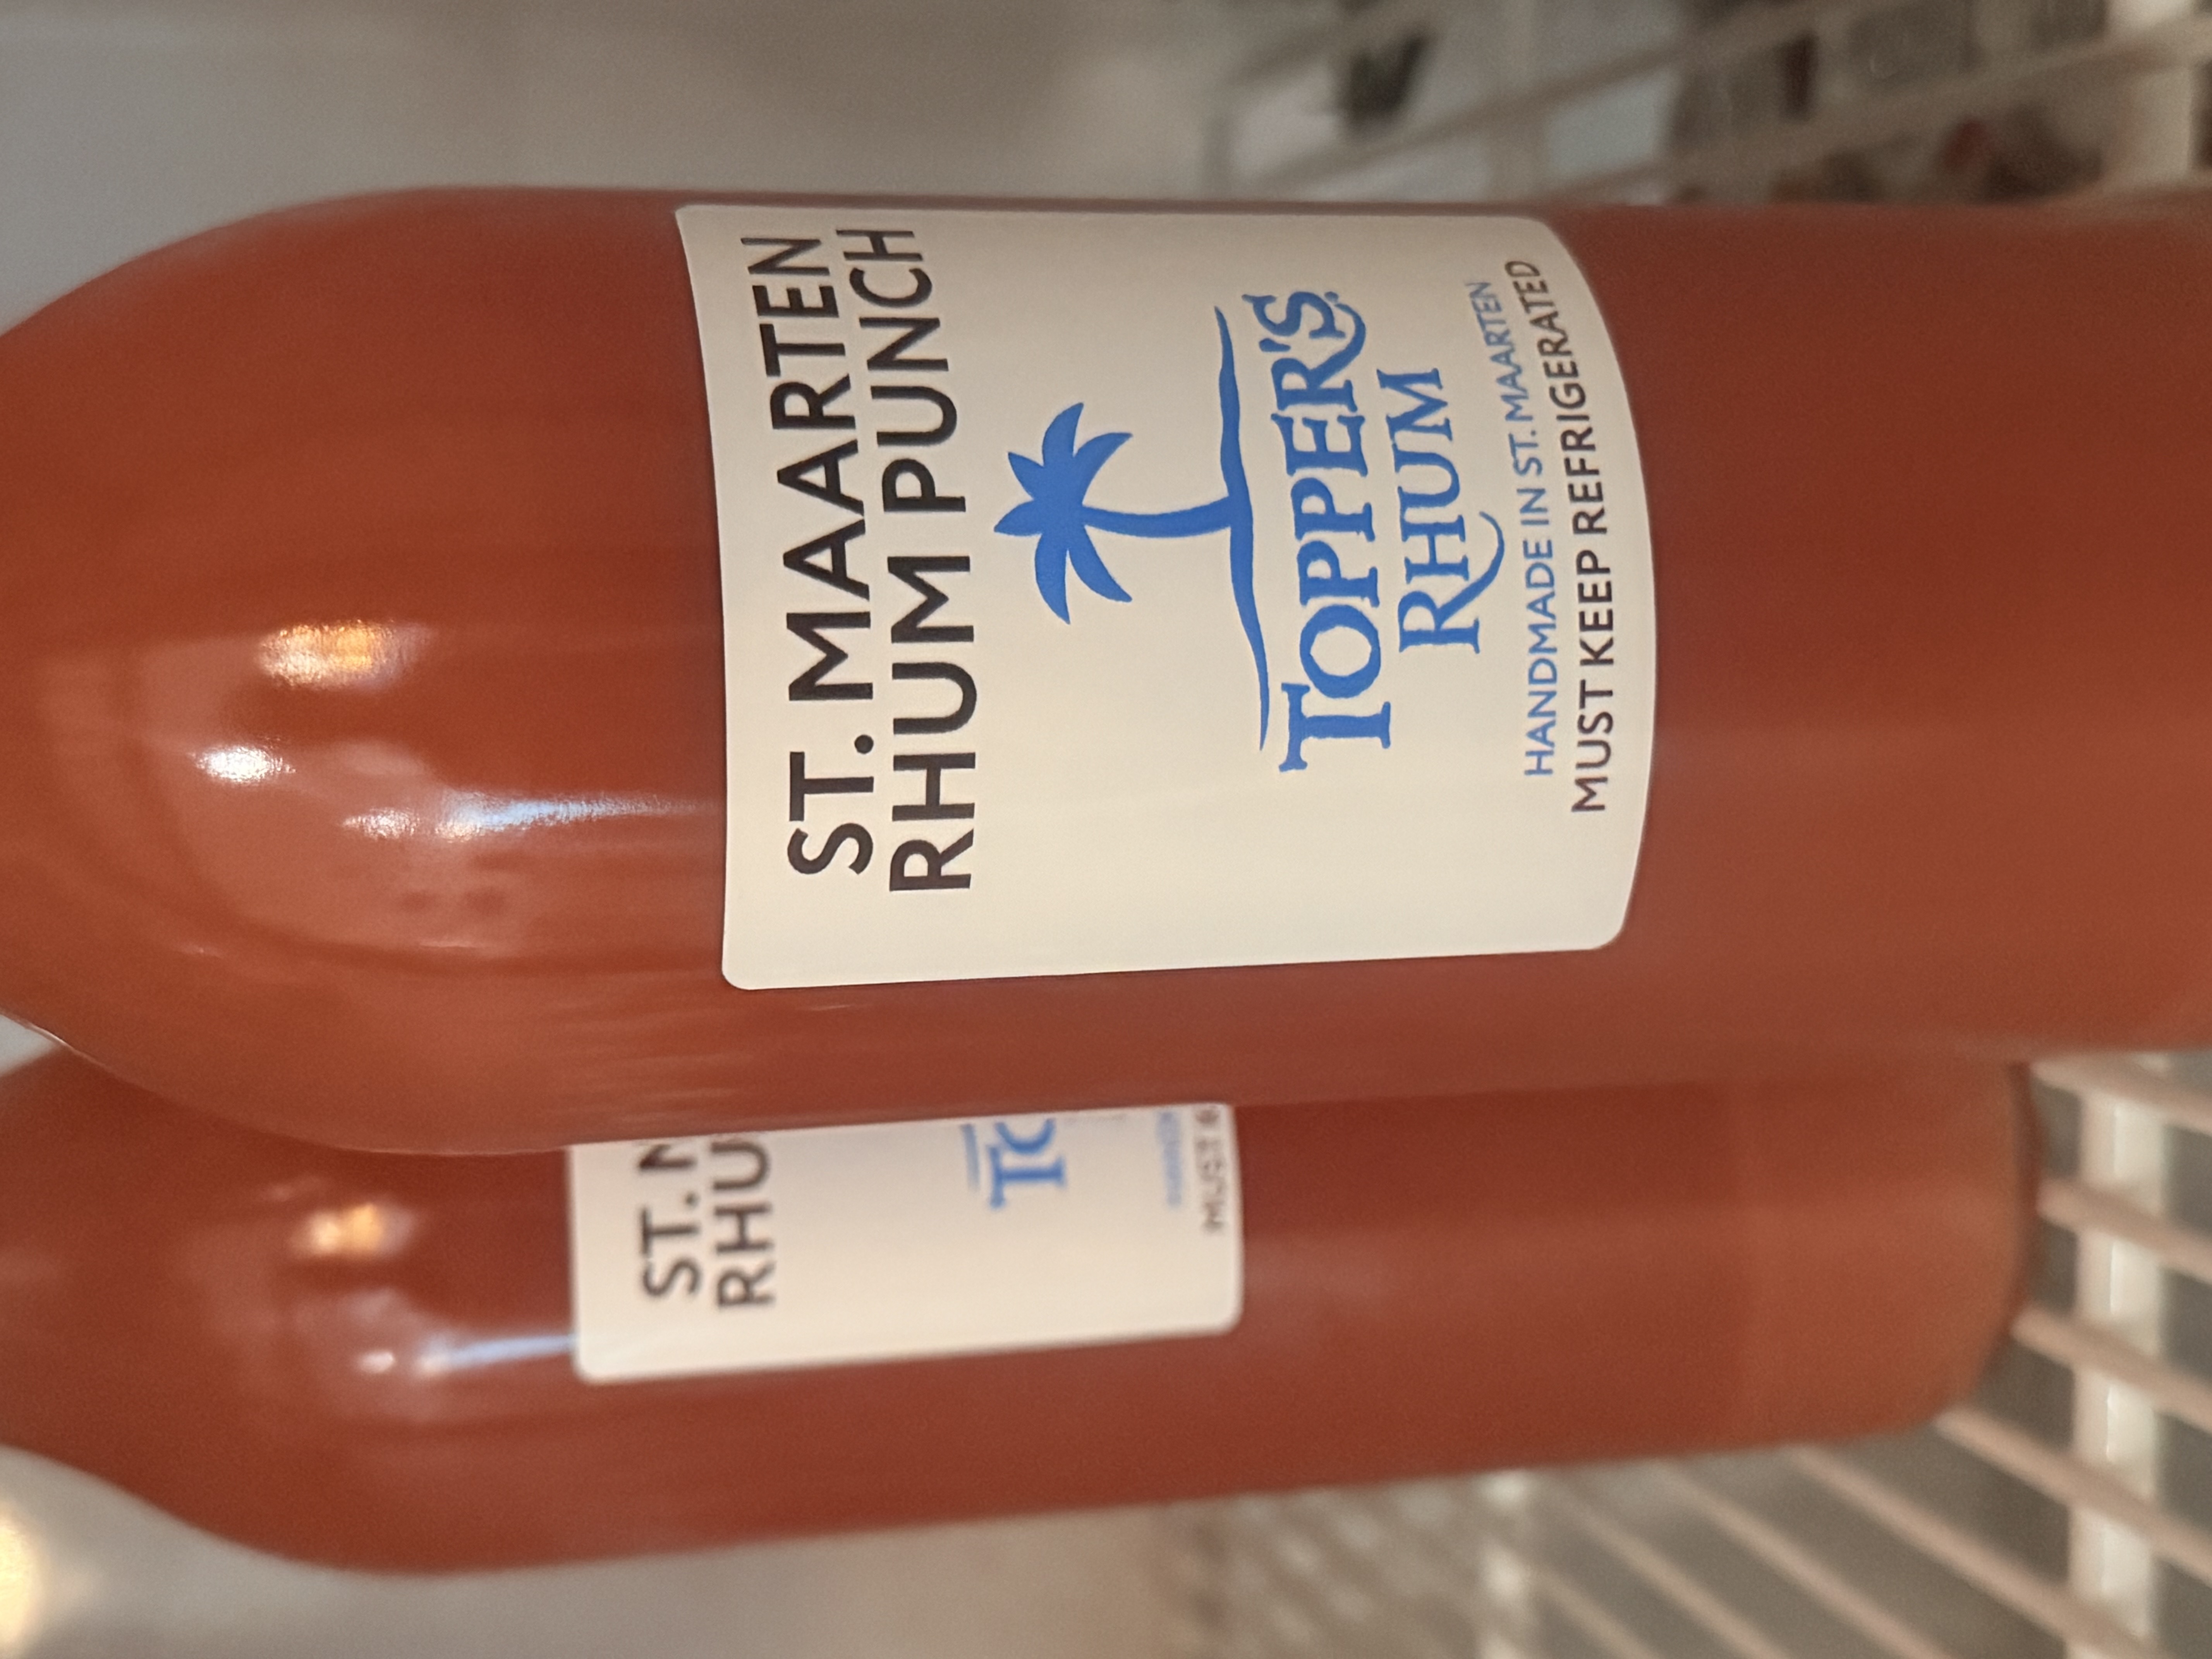 ST. MAARTEN
RHUM PUNCH
TOPPER'S
RHUM
HANDMADE IN ST. MAARTEN
MUST KEEP REFRIGERATED
ST. M
RHU
TO
MUST